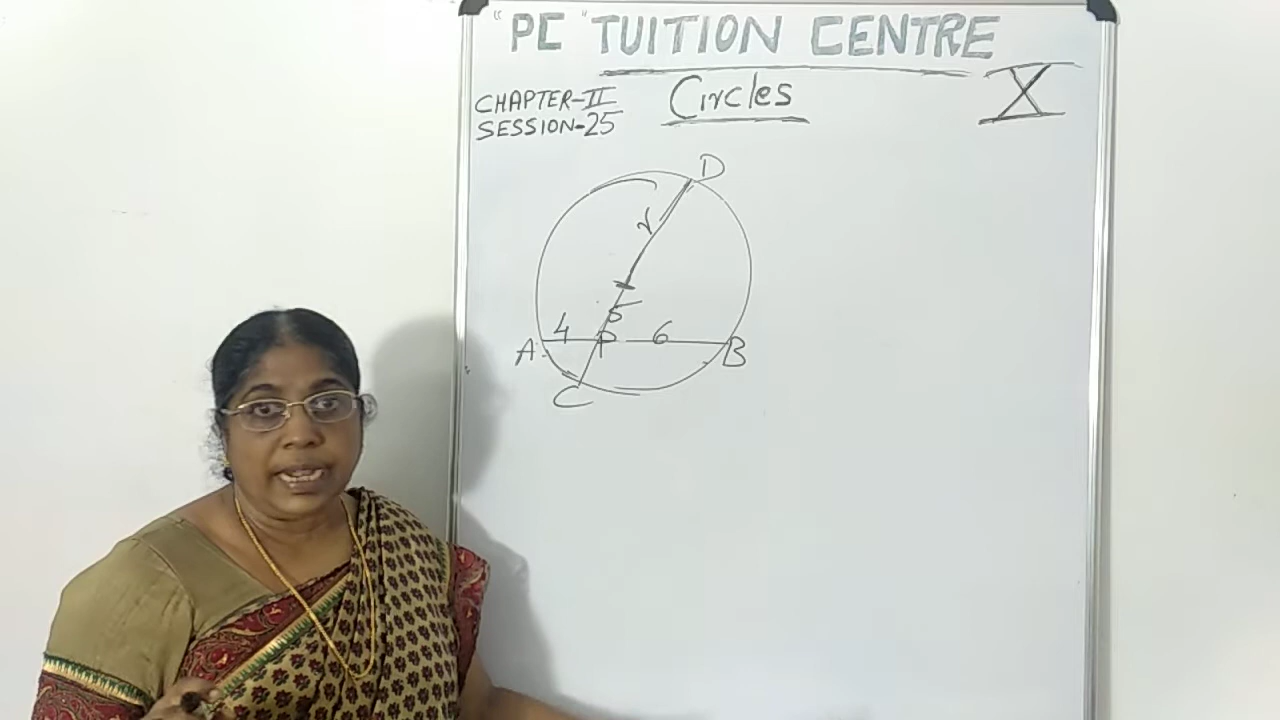 "PC" TUITION CENTRE
CHAPTER-II Circles X
SESSION-25
D
r
5
4 P 6
A B
C